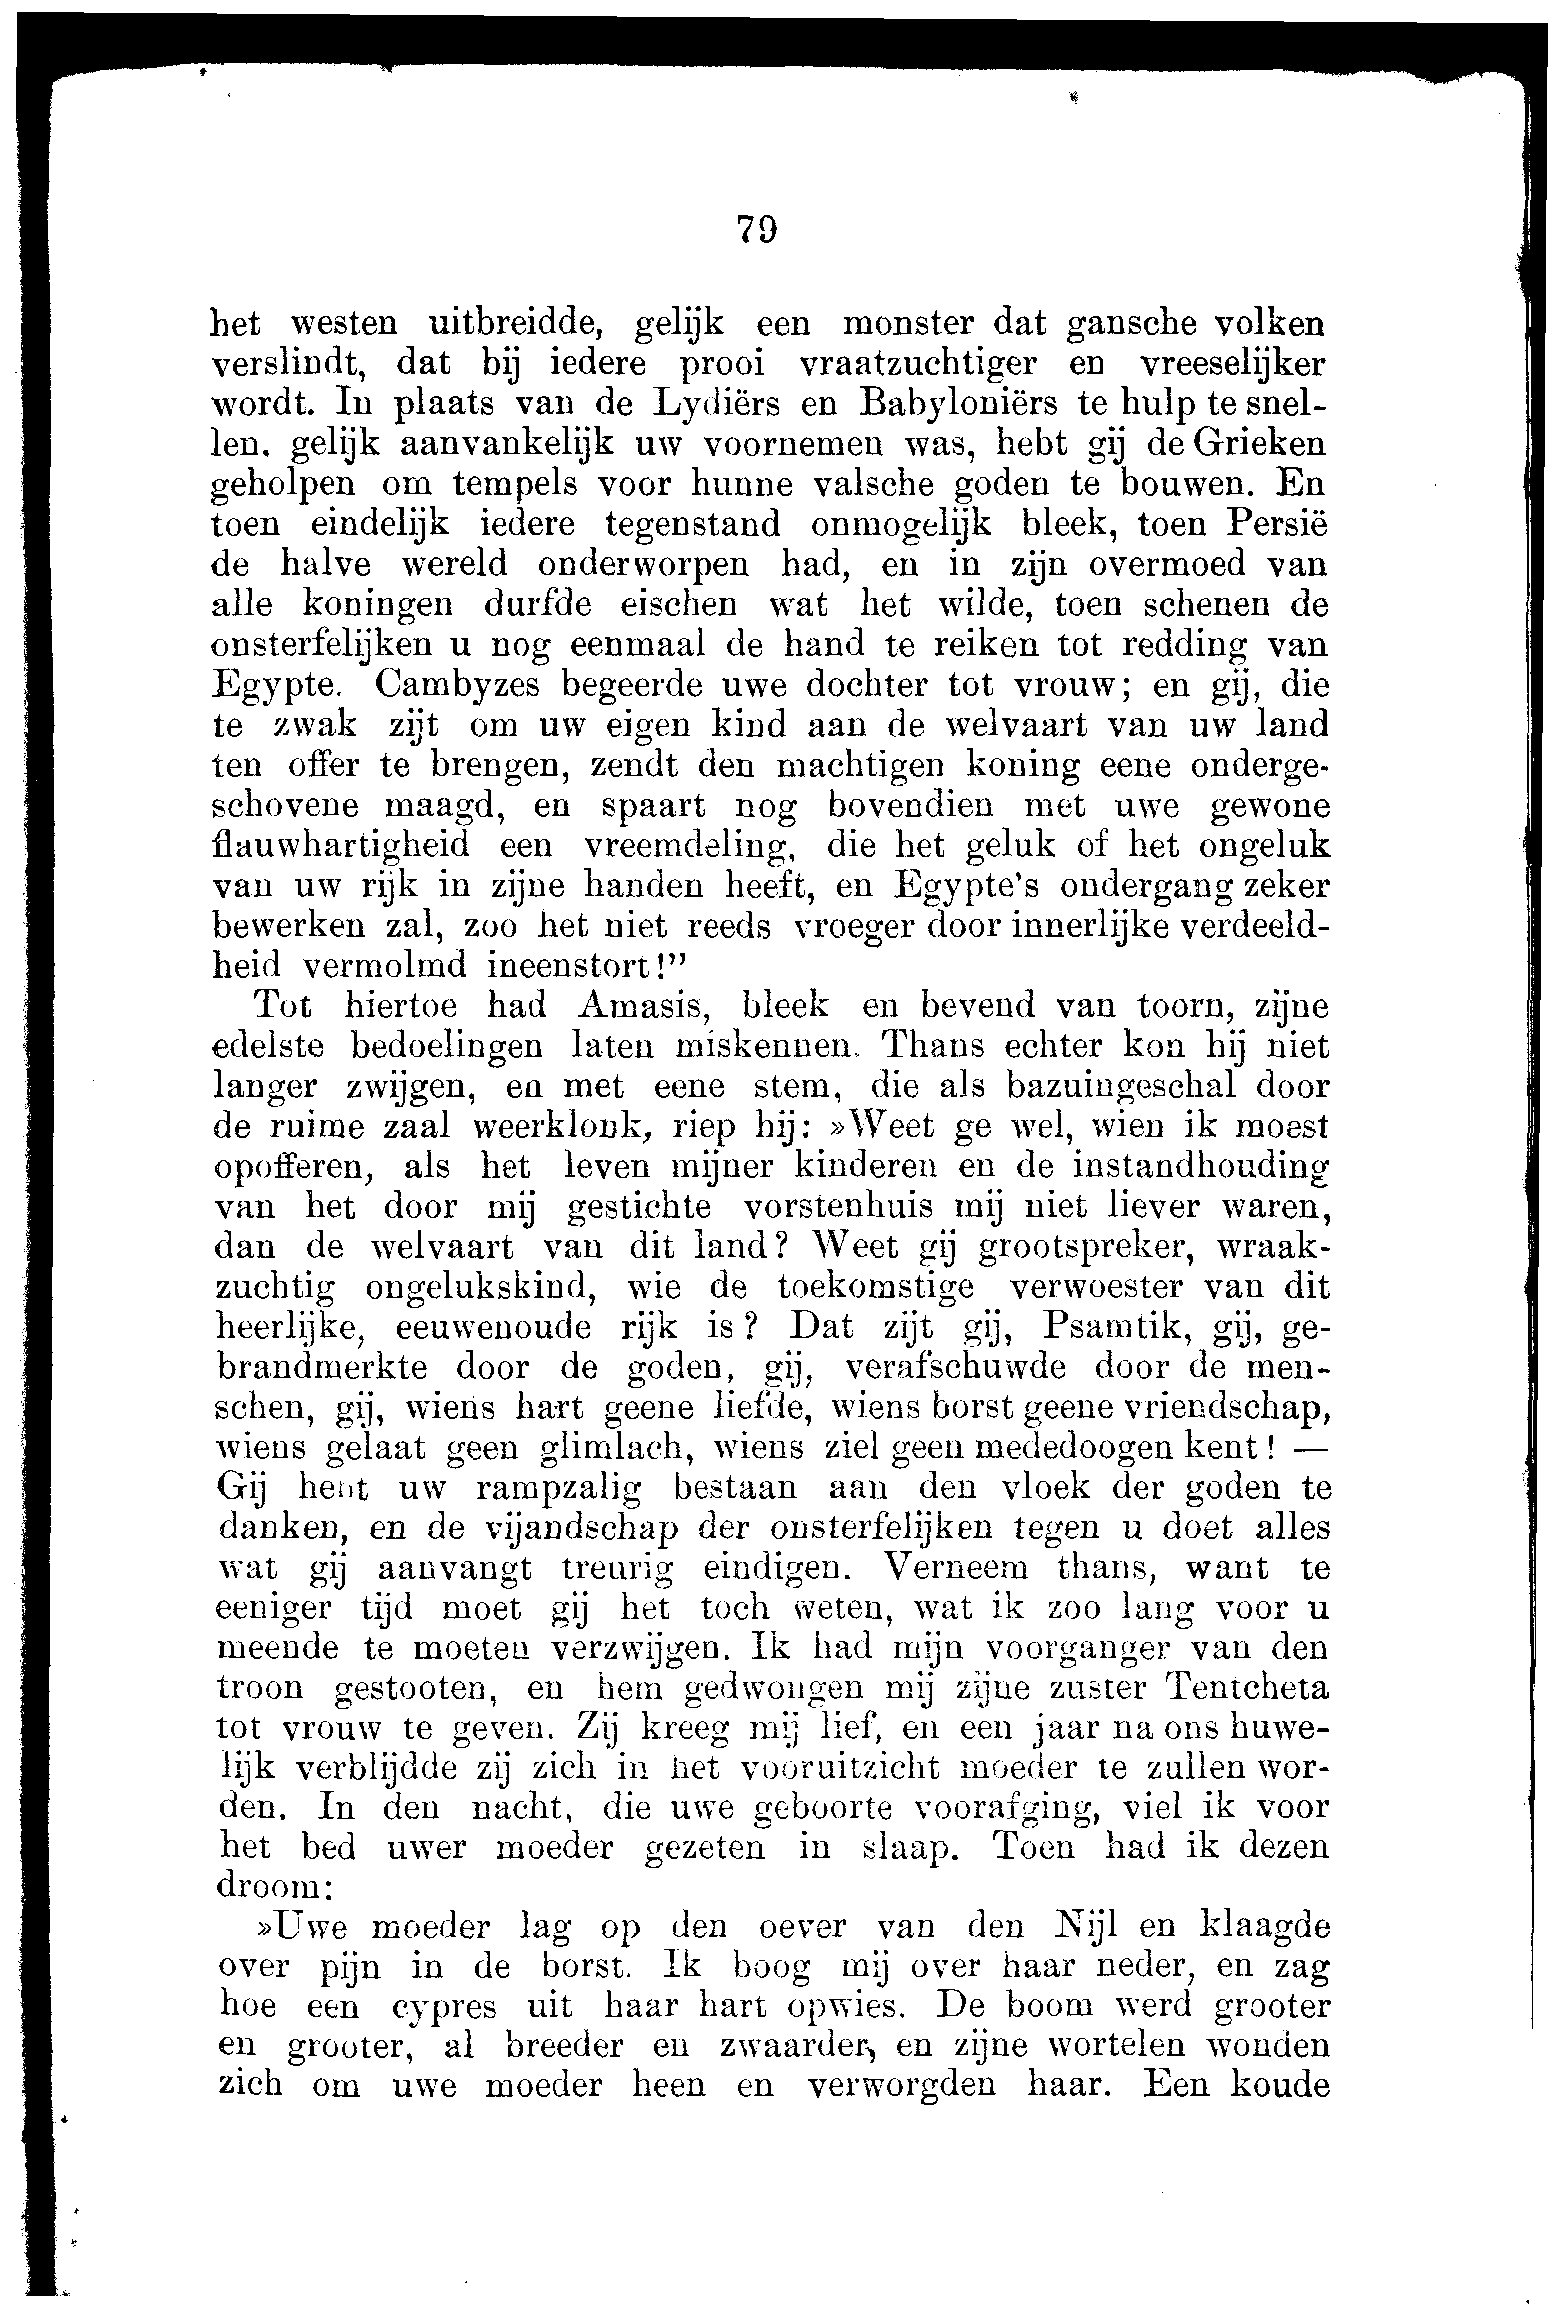 79
het westen uitbreidde, gelijk een monster dat gansche volken
verslindt, dat bij iedere prooi vraatzuchtiger en vreeselijker
wordt. In plaats van de Lydiërs en Babyloniërs te hulp te snel-
len, gelijk aanvankelijk uw voornemen was, hebt gij de Grieken
geholpen om tempels voor hunne valsche goden te bouwen. En
toen eindelijk iedere tegenstand onmogelijk bleek, toen Persië
de halve wereld onderworpen had, en in zijn overmoed van
alle koningen durfde eischen wat het wilde, toen schenen de
onsterfelijken u nog eenmaal de hand te reiken tot redding van
Egypte. Cambyzes begeerde uwe dochter tot vrouw; en gij, die
te zwak zijt om uw eigen kind aan de welvaart van uw land
ten offer te brengen, zendt den machtigen koning eene onderge-
schovene maagd, en spaart nog bovendien met uwe gewone
flauwhartigheid een vreemdeling, die het geluk of het ongeluk
van uw rijk in zijne handen heeft, en Egypte's ondergang zeker
bewerken zal, zoo het niet reeds vroeger door innerlijke verdeeld-
heid vermolmd ineenstort!”
Tot hiertoe had Amasis, bleek en bevend van toorn, zijne
edelste bedoelingen laten miskennen. Thans echter kon hij niet
langer zwijgen, en met eene stem, die als bazuingeschal door
de ruime zaal weerklonk, riep hij: »Weet ge wel, wien ik moest
opofferen, als het leven mijner kinderen en de instandhouding
van het door mij gestichte vorstenhuis mij niet liever waren,
dan de welvaart van dit land? Weet gij grootspreker, wraak-
zuchtig ongelukskind, wie de toekomstige verwoester van dit
heerlijke, eeuwenoude rijk is? Dat zijt gij, Psamtik, gij, ge-
brandmerkte door de goden, gij, verafschuwde door de men-
schen, gij, wiens hart geene liefde, wiens borst geene vriendschap,
wiens gelaat geen glimlach, wiens ziel geen mededoogen kent! —
Gij hebt uw rampzalig bestaan aan den vloek der goden te
danken, en de vijandschap der onsterfelijken tegen u doet alles
wat gij aanvangt treurig eindigen. Verneem thans, want te
eeniger tijd moet gij het toch weten, wat ik zoo lang voor u
meende te moeten verzwijgen. Ik had mijn voorganger van den
troon gestooten, en hem gedwongen mij zijne zuster Tentcheta
tot vrouw te geven. Zij kreeg mij lief, en een jaar na ons huwe-
lijk verblijdde zij zich in het vooruitzicht moeder te zullen wor-
den. In den nacht, die uwe geboorte voorafging, viel ik voor
het bed uwer moeder gezeten in slaap. Toen had ik dezen
droom:
»Uwe moeder lag op den oever van den Nijl en klaagde
over pijn in de borst. Ik boog mij over haar neder, en zag
hoe een cypres uit haar hart opwies. De boom werd grooter
en grooter, al breeder en zwaarder, en zijne wortelen wonden
zich om uwe moeder heen en verworgden haar. Een koude